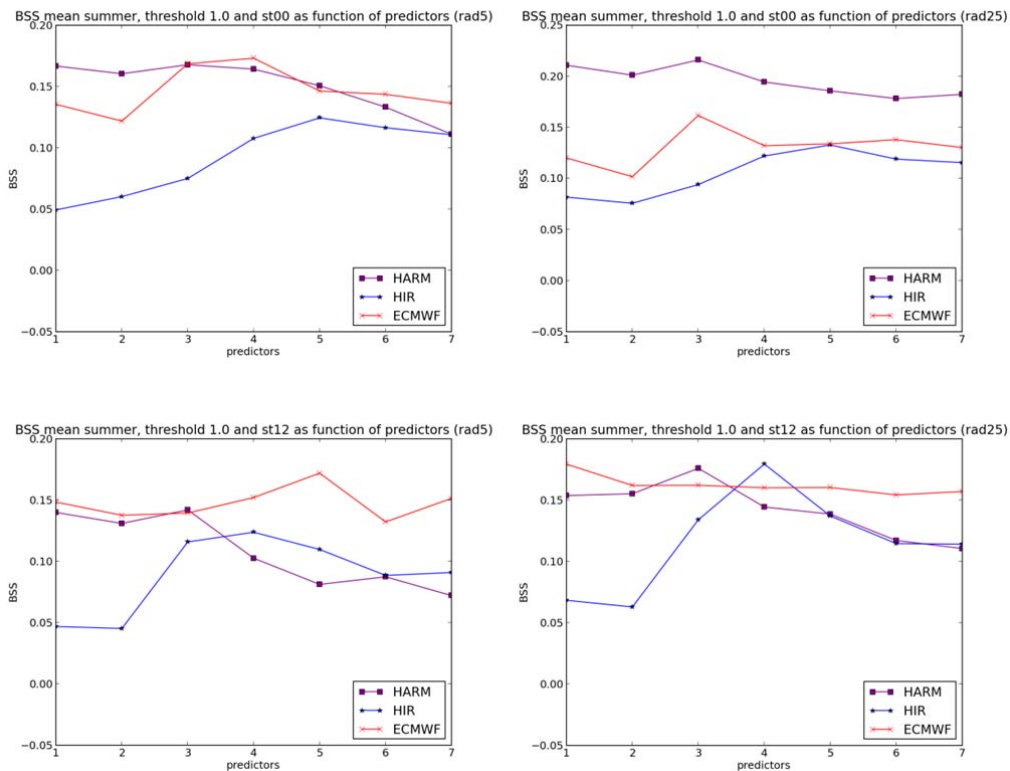 BSS mean summer, threshold 1.0 and st00 as function of predictors (rad5)
0.20
0.15
0.10
0.05
0.00
−0.05
BSS
1 2 3 4 5 6 7
predictors
HARM
HIR
ECMWF
BSS mean summer, threshold 1.0 and st00 as function of predictors (rad25)
0.25
0.20
0.15
0.10
0.05
0.00
−0.05
BSS
1 2 3 4 5 6 7
predictors
HARM
HIR
ECMWF
BSS mean summer, threshold 1.0 and st12 as function of predictors (rad5)
0.20
0.15
0.10
0.05
0.00
−0.05
BSS
1 2 3 4 5 6 7
predictors
HARM
HIR
ECMWF
BSS mean summer, threshold 1.0 and st12 as function of predictors (rad25)
0.20
0.15
0.10
0.05
0.00
−0.05
BSS
1 2 3 4 5 6 7
predictors
HARM
HIR
ECMWF